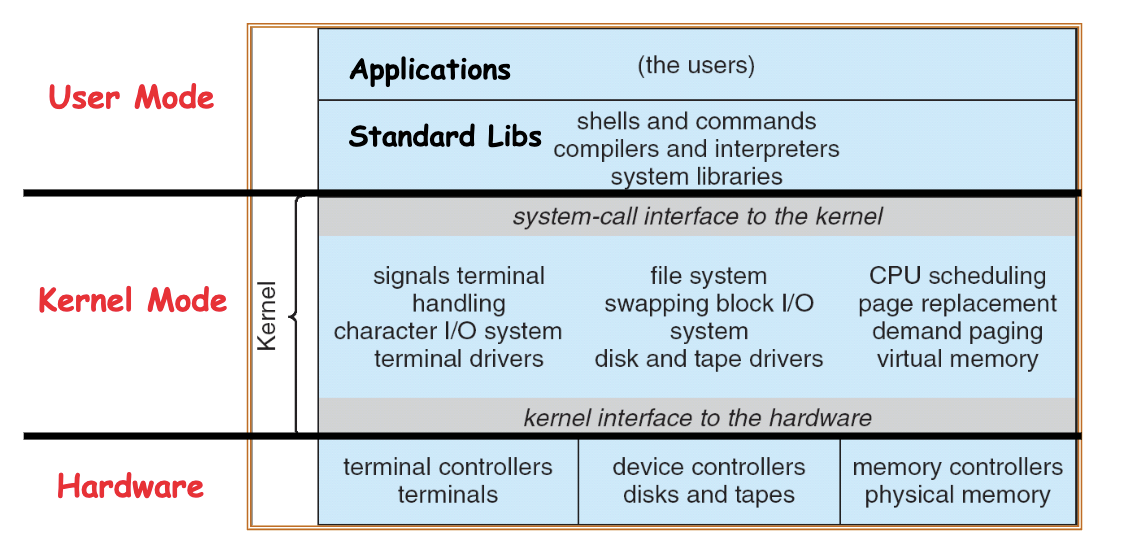 User Mode
Applications
(the users)
Standard Libs
shells and commands
compilers and interpreters
system libraries
Kernel Mode
Kernel
system-call interface to the kernel
signals terminal
handling
character I/O system
terminal drivers
file system
swapping block I/O
system
disk and tape drivers
CPU scheduling
page replacement
demand paging
virtual memory
kernel interface to the hardware
Hardware
terminal controllers
terminals
device controllers
disks and tapes
memory controllers
physical memory